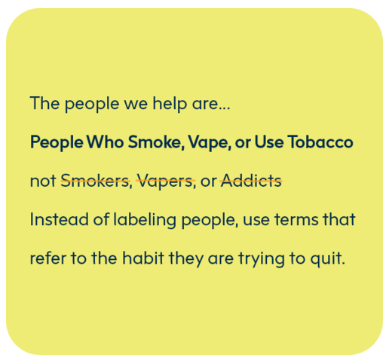 The people we help are...
People Who Smoke, Vape, or Use Tobacco
not Smokers, Vapers, or Addicts
Instead of labeling people, use terms that
refer to the habit they are trying to quit.